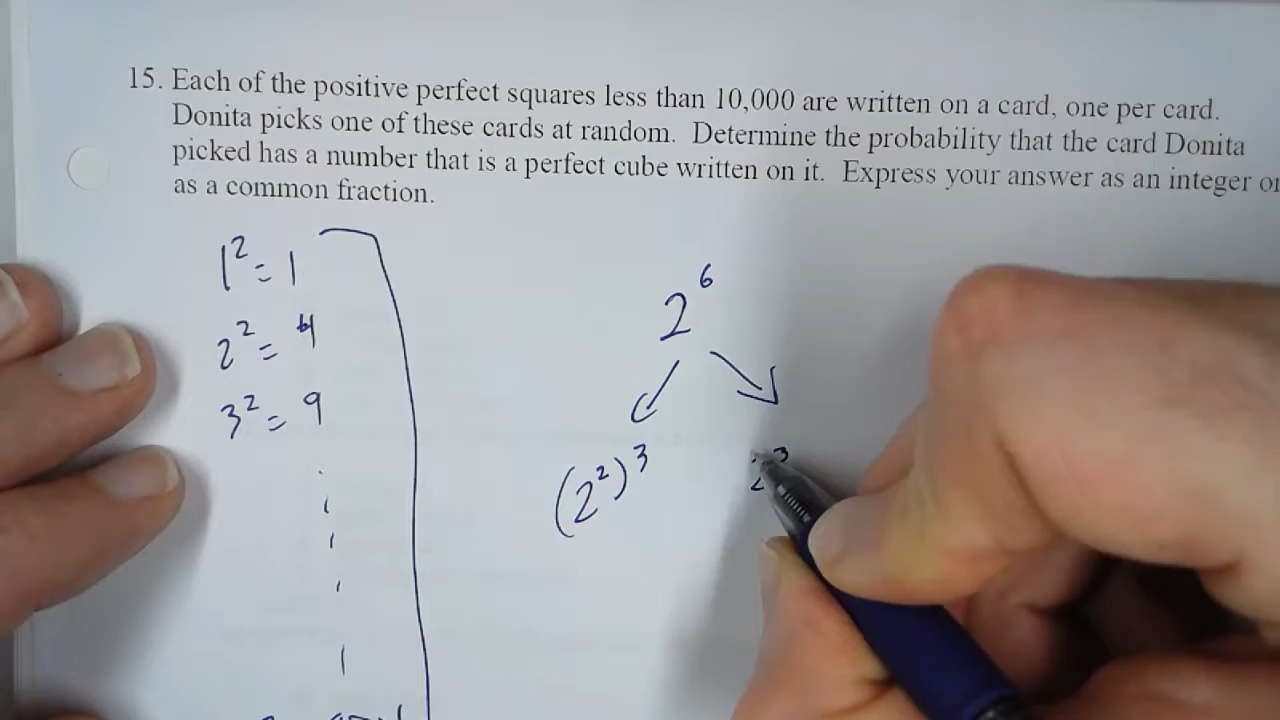 15. Each of the positive perfect squares less than 10,000 are written on a card, one per card.
Donita picks one of these cards at random. Determine the probability that the card Donita
picked has a number that is a perfect cube written on it. Express your answer as an integer or
as a common fraction.
1² = 1
2² = 4
3² = 9
2⁶
(2²)³
2³